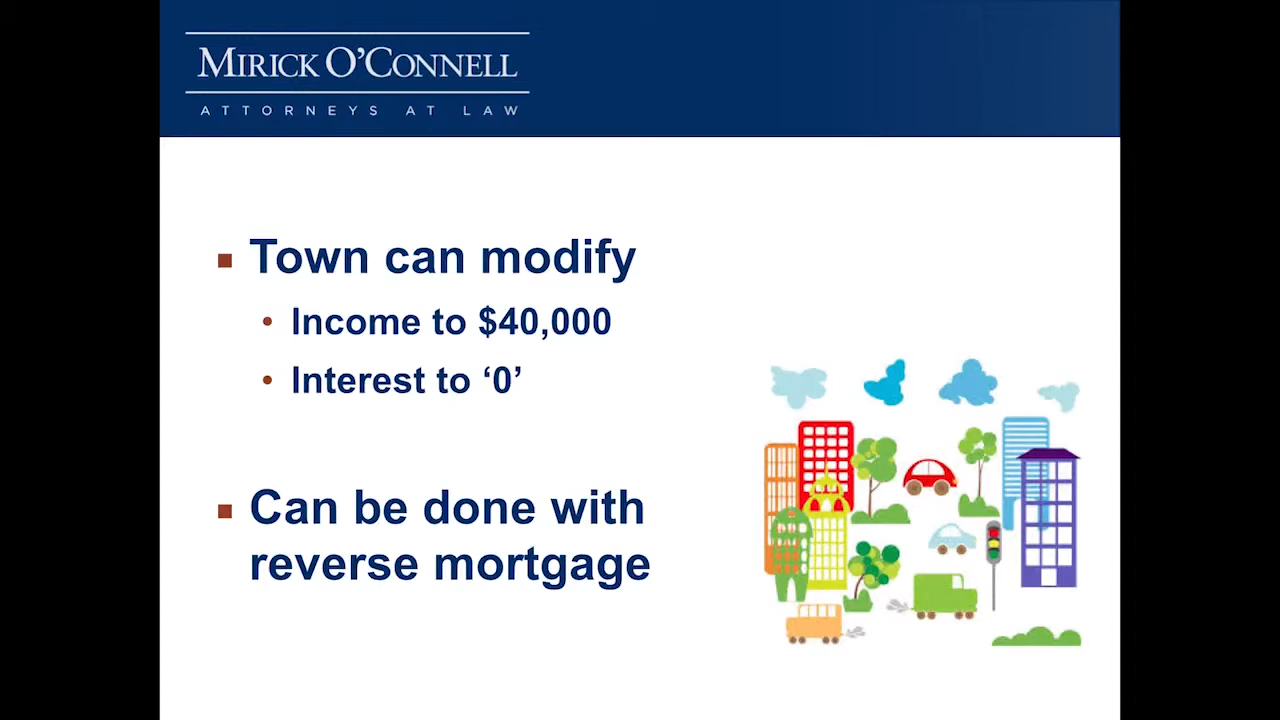 MIRICK O'CONNELL
ATTORNEYS AT LAW
Town can modify
Income to $40,000
Interest to ‘0’
Can be done with
reverse mortgage